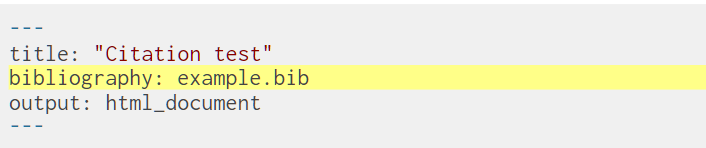 ---
title: "Citation test"
bibliography: example.bib
output: html_document
---